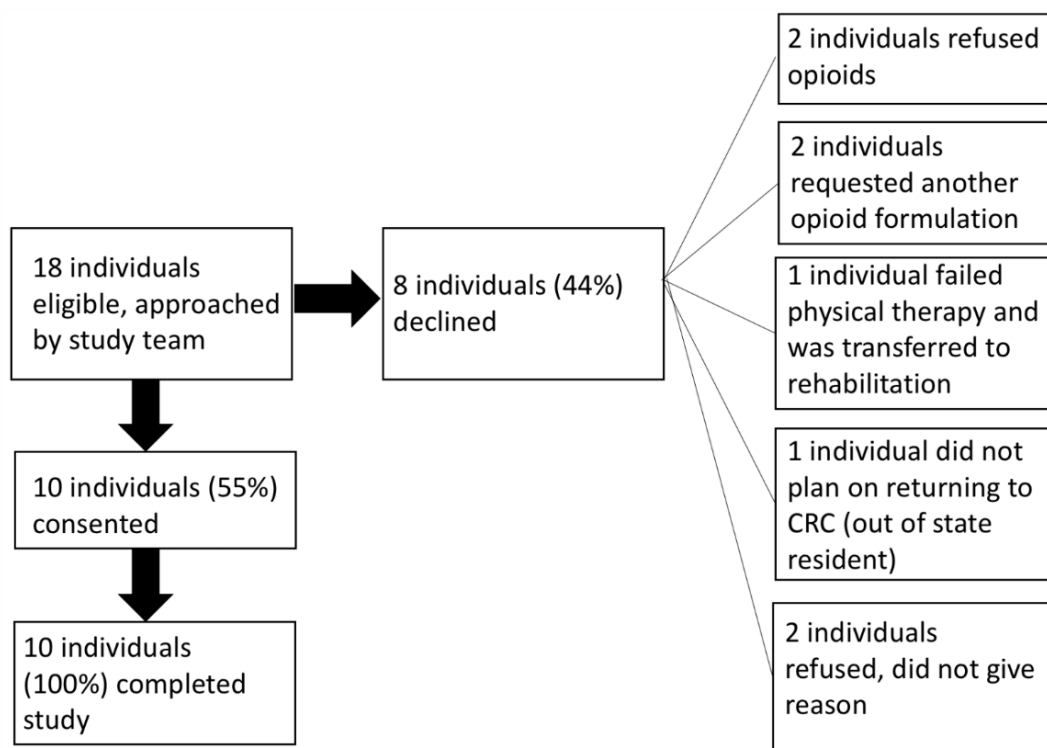 18 individuals
eligible, approached
by study team
8 individuals (44%)
declined
2 individuals refused
opioids
2 individuals
requested another
opioid formulation
1 individual failed
physical therapy and
was transferred to
rehabilitation
1 individual did not
plan on returning to
CRC (out of state
resident)
2 individuals
refused, did not give
reason
10 individuals (55%)
consented
10 individuals
(100%) completed
study